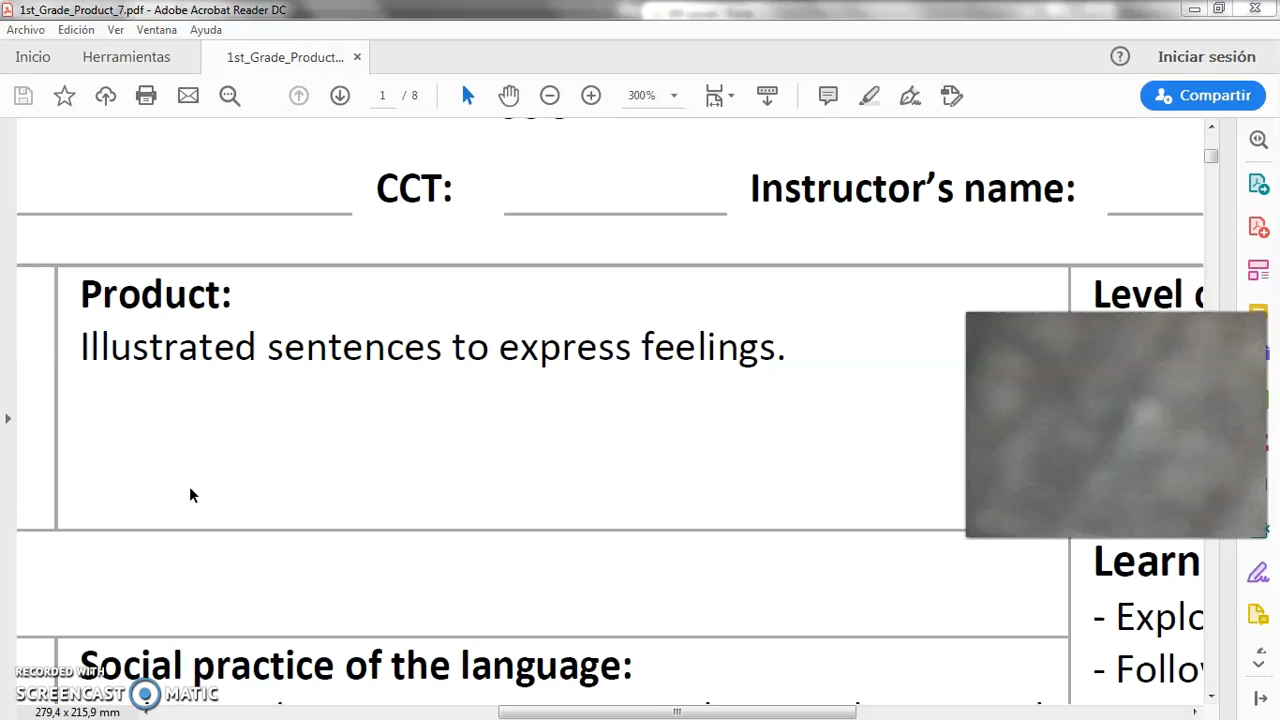 1st_Grade_Product_7.pdf - Adobe Acrobat Reader DC
Archivo Edición Ver Ventana Ayuda
Inicio Herramientas 1st_Grade_Product... × Iniciar sesión
1 / 8 300% Compartir
CCT: Instructor’s name:
Product: Level
Illustrated sentences to express feelings.
Learn
- Explo
- Follow
Social practice of the language:
RECORDED WITH
SCREENCAST MATIC
279,4 x 215,9 mm